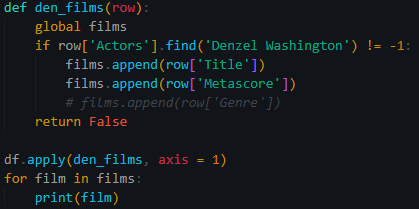 def den_films(row):
    global films
    if row['Actors'].find('Denzel Washington') != -1:
        films.append(row['Title'])
        films.append(row['Metascore'])
        # films.append(row['Genre'])
    return False

df.apply(den_films, axis = 1)
for film in films:
    print(film)